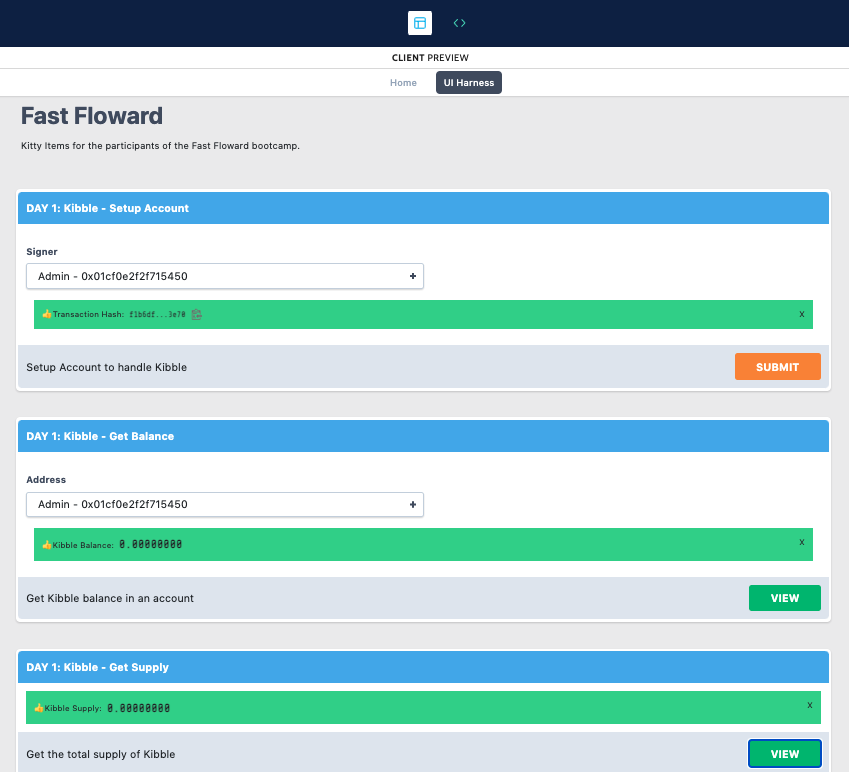 CLIENT PREVIEW
Home UI Harness
Fast Floward
Kitty Items for the participants of the Fast Floward bootcamp.
DAY 1: Kibble - Setup Account
Signer
Admin - 0x01cf0e2f2f715450 +
👍Transaction Hash: f1b6df...3e70 x
Setup Account to handle Kibble SUBMIT
DAY 1: Kibble - Get Balance
Address
Admin - 0x01cf0e2f2f715450 +
👍Kibble Balance: 0.00000000 x
Get Kibble balance in an account VIEW
DAY 1: Kibble - Get Supply
👍Kibble Supply: 0.00000000 x
Get the total supply of Kibble VIEW